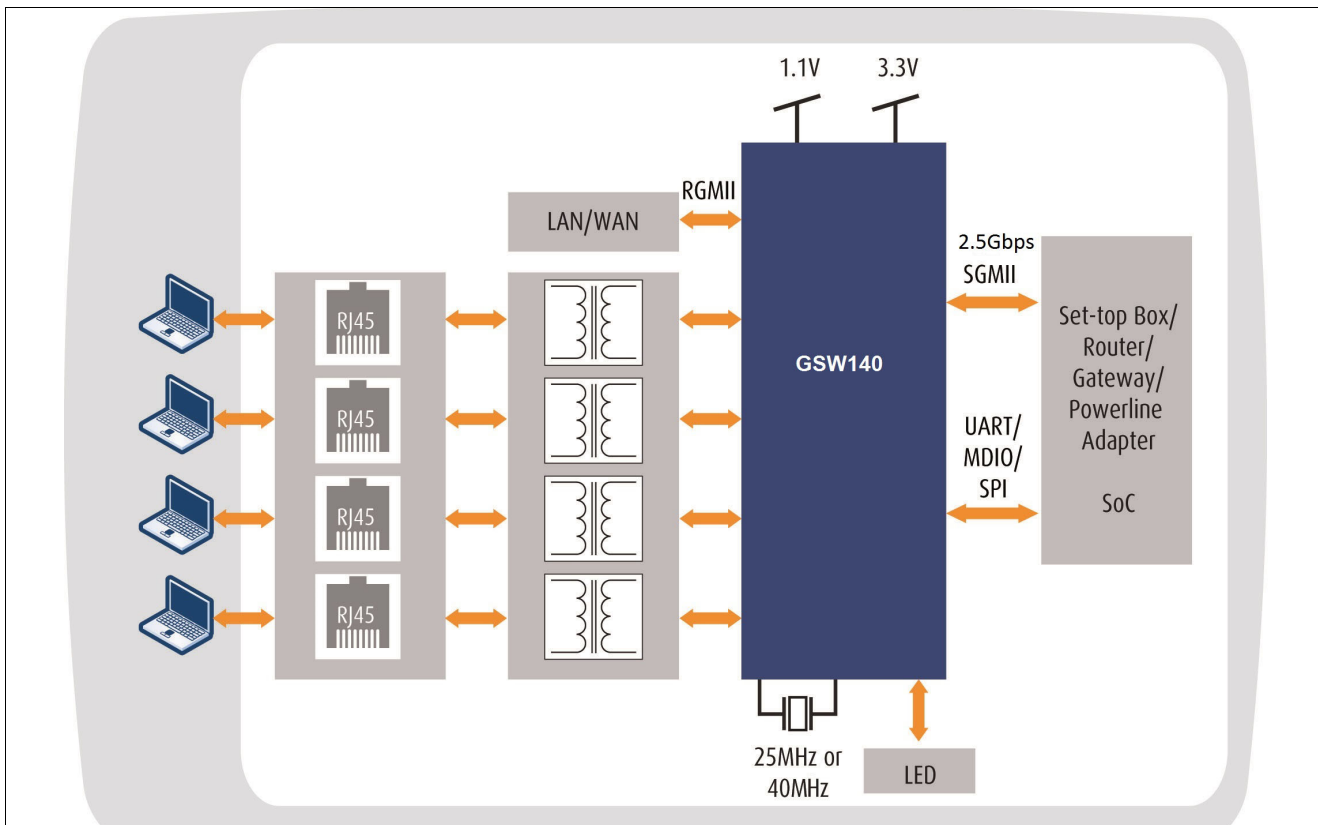 1.1V
3.3V
RGMII
LAN/WAN
2.5Gbps
SGMII
RJ45
RJ45
RJ45
RJ45
GSW140
Set-top Box/
Router/
Gateway/
Powerline
Adapter
SoC
UART/
MDIO/
SPI
25MHz or
40MHz
LED